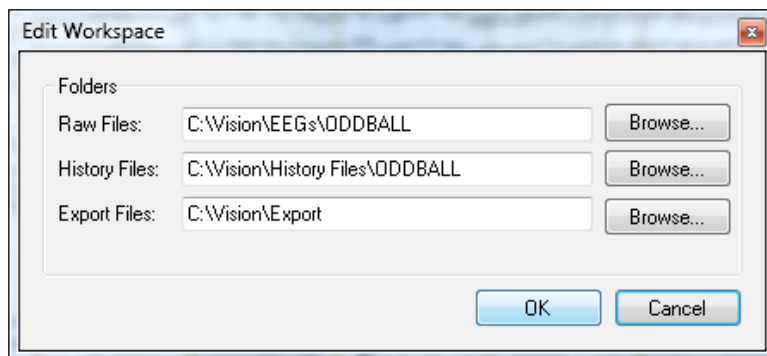 Edit Workspace
Folders
Raw Files: C:\Vision\EEGs\ODDBALL Browse...
History Files: C:\Vision\History Files\ODDBALL Browse...
Export Files: C:\Vision\Export Browse...
OK Cancel